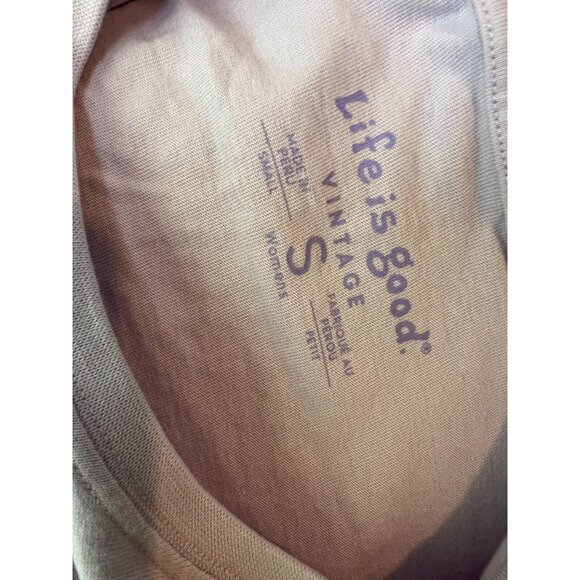 Life is good.®
VINTAGE
MADE IN
PERU
SMALL
S
FABRIQUÉ AU
PÉROU
PETIT
Womens